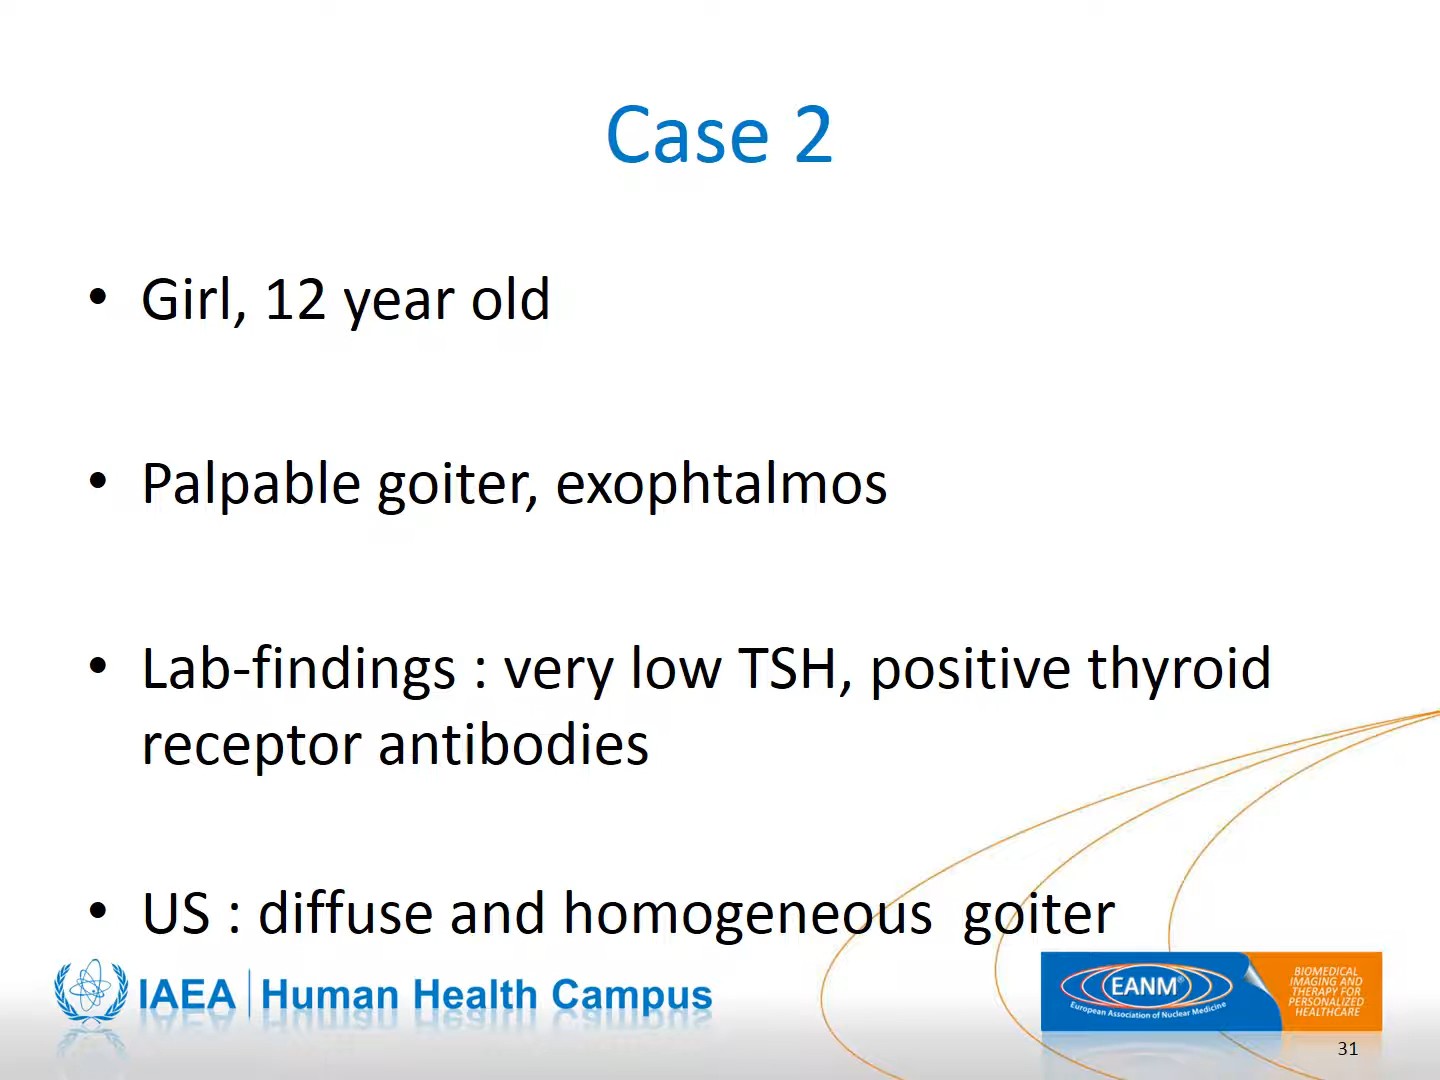 Case 2
• Girl, 12 year old
• Palpable goiter, exophtalmos
• Lab-findings : very low TSH, positive thyroid
receptor antibodies
• US : diffuse and homogeneous  goiter
IAEA | Human Health Campus
EANM®
European Association of Nuclear Medicine
BIOMEDICAL
IMAGING AND
THERAPY FOR
PERSONALIZED
HEALTHCARE
31